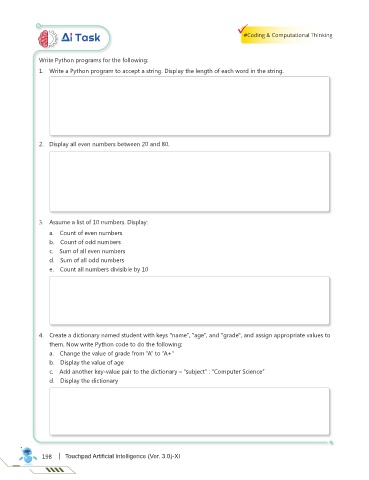 Ai Task
#Coding & Computational Thinking
Write Python programs for the following:
1. Write a Python program to accept a string. Display the length of each word in the string.
2. Display all even numbers between 20 and 80.
3. Assume a list of 10 numbers. Display:
a. Count of even numbers
b. Count of odd numbers
c. Sum of all even numbers
d. Sum of all odd numbers
e. Count all numbers divisible by 10
4. Create a dictionary named student with keys "name", "age", and "grade", and assign appropriate values to
them. Now write Python code to do the following:
a. Change the value of grade from "A" to "A+"
b. Display the value of age
c. Add another key-value pair to the dictionary – "subject" : "Computer Science"
d. Display the dictionary
198 | Touchpad Artificial Intelligence (Ver. 3.0)-XI